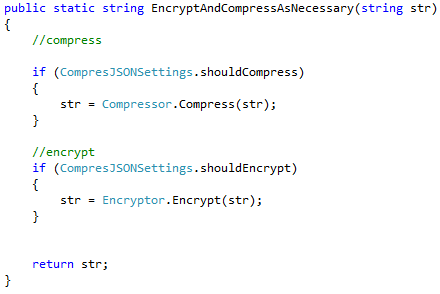 public static string EncryptAndCompressAsNecessary(string str)
{
    //compress

    if (CompresJSONSettings.shouldCompress)
    {
        str = Compressor.Compress(str);
    }

    //encrypt
    if (CompresJSONSettings.shouldEncrypt)
    {
        str = Encryptor.Encrypt(str);
    }


    return str;
}